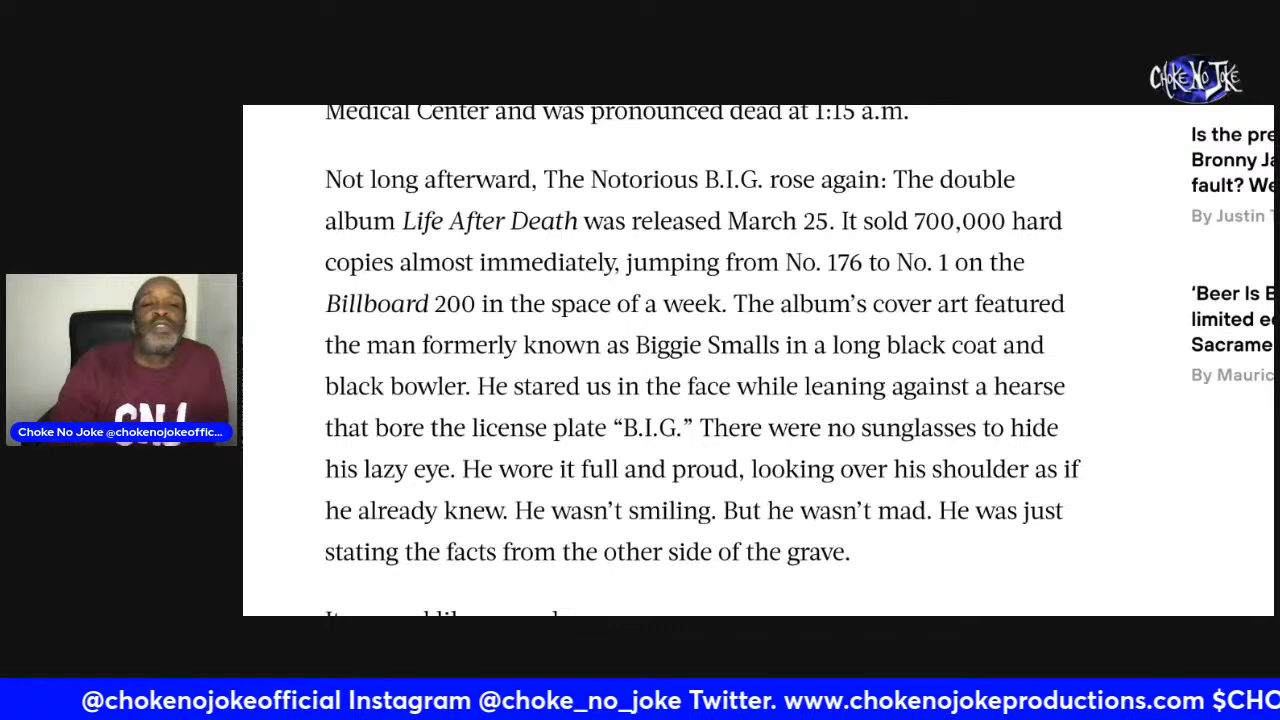 CHOKE NO JOKE
Medical Center and was pronounced dead at 1:15 a.m.
Not long afterward, The Notorious B.I.G. rose again: The double
album Life After Death was released March 25. It sold 700,000 hard
copies almost immediately, jumping from No. 176 to No. 1 on the
Billboard 200 in the space of a week. The album’s cover art featured
the man formerly known as Biggie Smalls in a long black coat and
black bowler. He stared us in the face while leaning against a hearse
that bore the license plate “B.I.G.” There were no sunglasses to hide
his lazy eye. He wore it full and proud, looking over his shoulder as if
he already knew. He wasn’t smiling. But he wasn’t mad. He was just
stating the facts from the other side of the grave.
Is the pre
Bronny Ja
fault? We
By Justin T
‘Beer Is B
limited e
Sacrame
By Mauric
CNJ
Choke No Joke @chokenojokeoffic...
@chokenojokeofficial Instagram @choke_no_joke Twitter. www.chokenojokeproductions.com $CHO